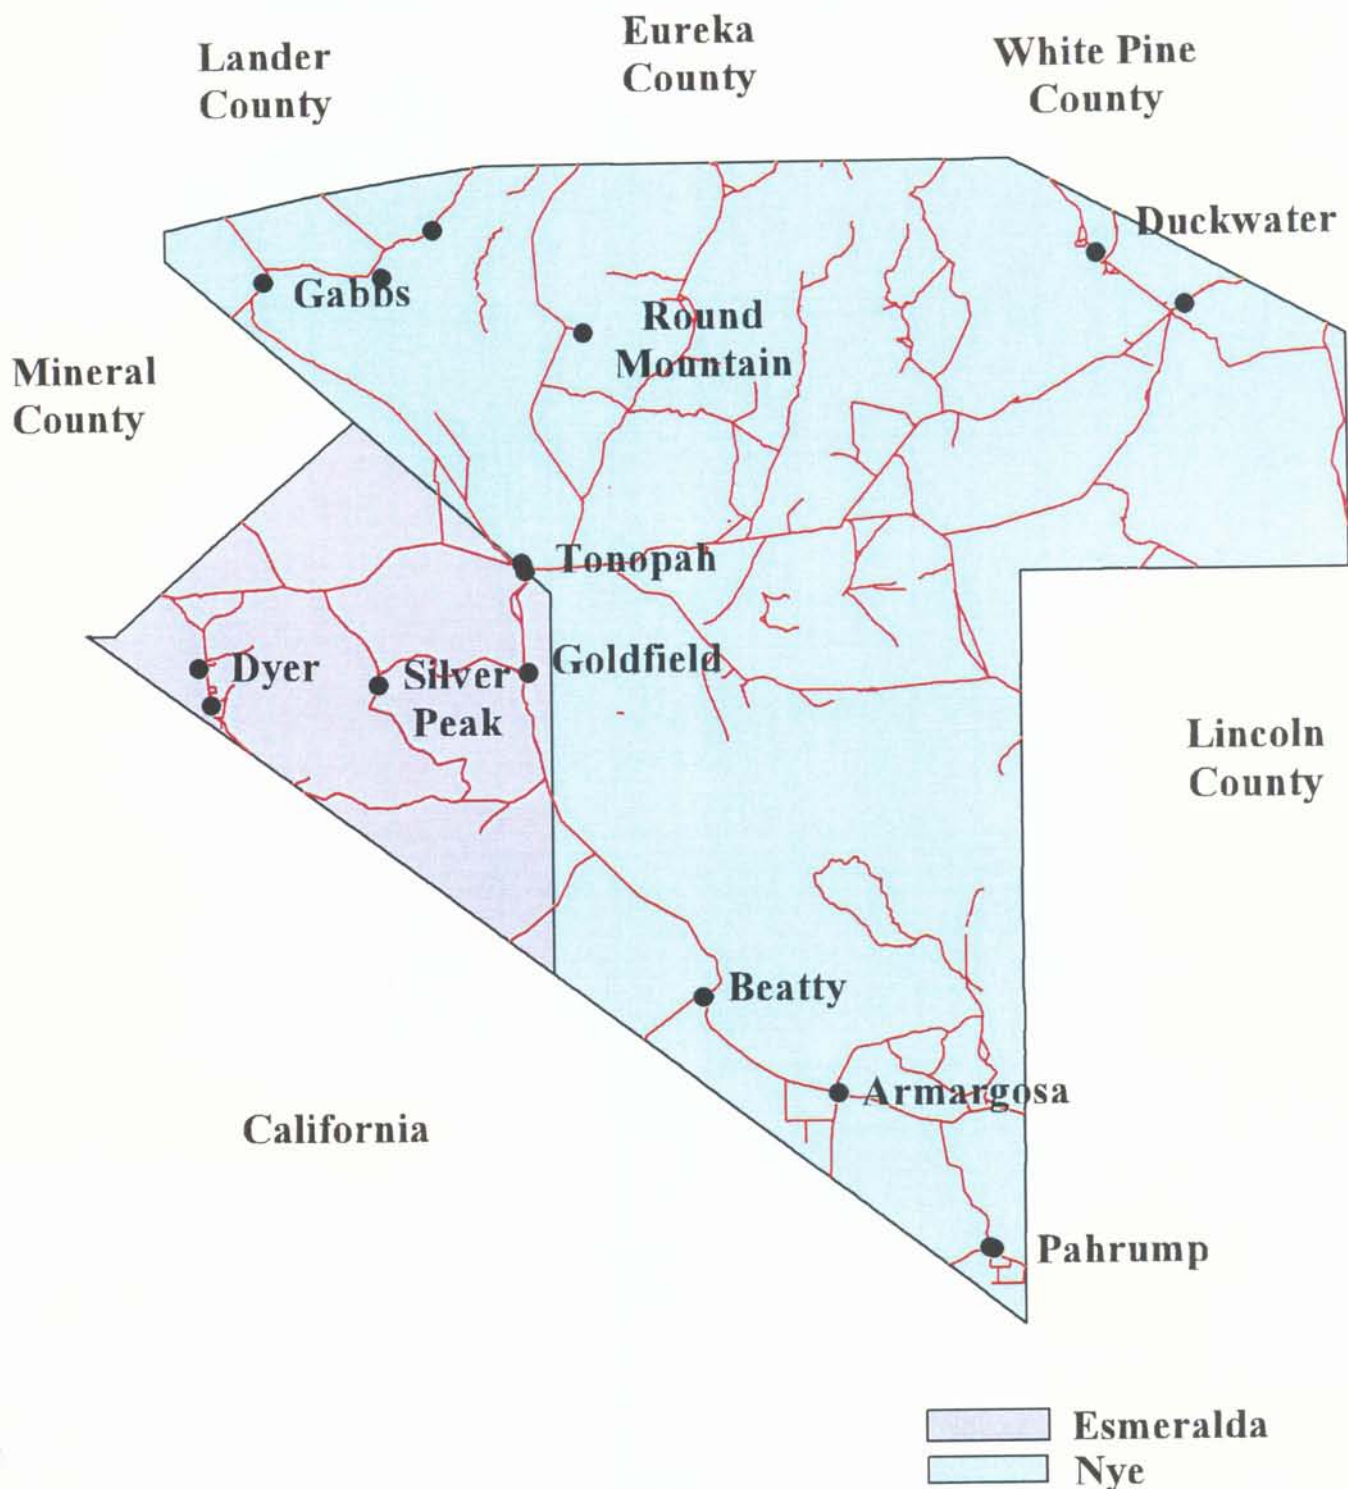 Lander
County
Eureka
County
White Pine
County
Duckwater
Gabbs
Round
Mountain
Mineral
County
Tonopah
Dyer
Silver
Peak
Goldfield
Lincoln
County
Beatty
Armargosa
California
Pahrump
Esmeralda
Nye